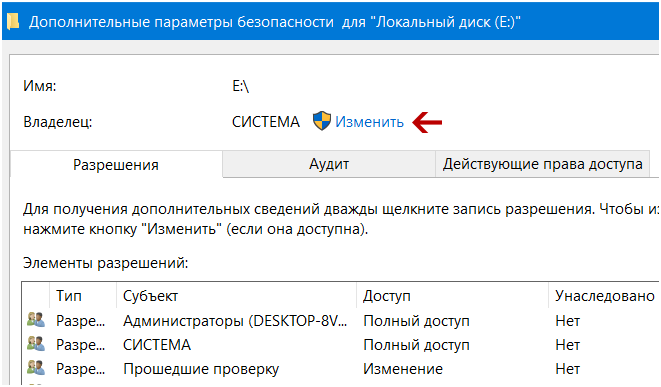 Дополнительные параметры безопасности для "Локальный диск (E:)"
Имя: E:\
Владелец: СИСТЕМА Изменить
Разрешения Аудит Действующие права доступа
Для получения дополнительных сведений дважды щелкните запись разрешения. Чтобы из
нажмите кнопку "Изменить" (если она доступна).
Элементы разрешений:
Тип Субъект Доступ Унаследовано
Разре... Администраторы (DESKTOP-8V... Полный доступ Нет
Разре... СИСТЕМА Полный доступ Нет
Разре... Прошедшие проверку Изменение Нет